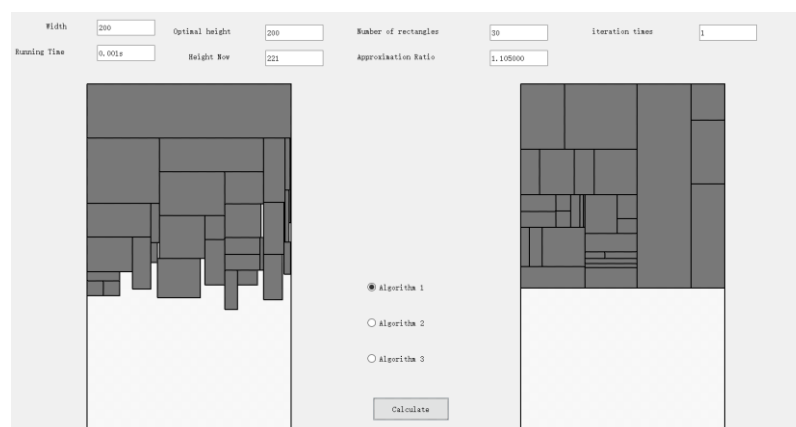 Width 200 Optimal height 200 Number of rectangles 30 iteration times 1
Running Time 0.001s Height Now 221 Approximation Ratio 1.105000
Algorithm 1
Algorithm 2
Algorithm 3
Calculate